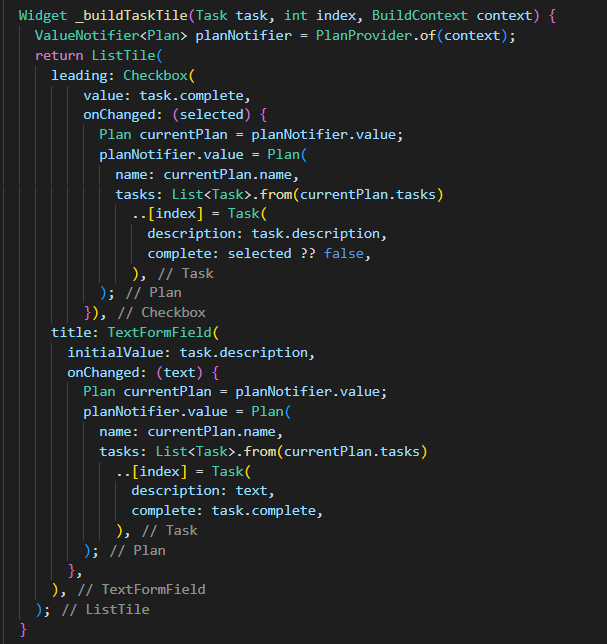 Widget _buildTaskTile(Task task, int index, BuildContext context) {
  ValueNotifier<Plan> planNotifier = PlanProvider.of(context);
  return ListTile(
    leading: Checkbox(
        value: task.complete,
        onChanged: (selected) {
          Plan currentPlan = planNotifier.value;
          planNotifier.value = Plan(
            name: currentPlan.name,
            tasks: List<Task>.from(currentPlan.tasks)
              ..[index] = Task(
                description: task.description,
                complete: selected ?? false,
              ), // Task
          ); // Plan
        }), // Checkbox
    title: TextFormField(
      initialValue: task.description,
      onChanged: (text) {
        Plan currentPlan = planNotifier.value;
        planNotifier.value = Plan(
          name: currentPlan.name,
          tasks: List<Task>.from(currentPlan.tasks)
            ..[index] = Task(
              description: text,
              complete: task.complete,
            ), // Task
        ); // Plan
      },
    ), // TextFormField
  ); // ListTile
}